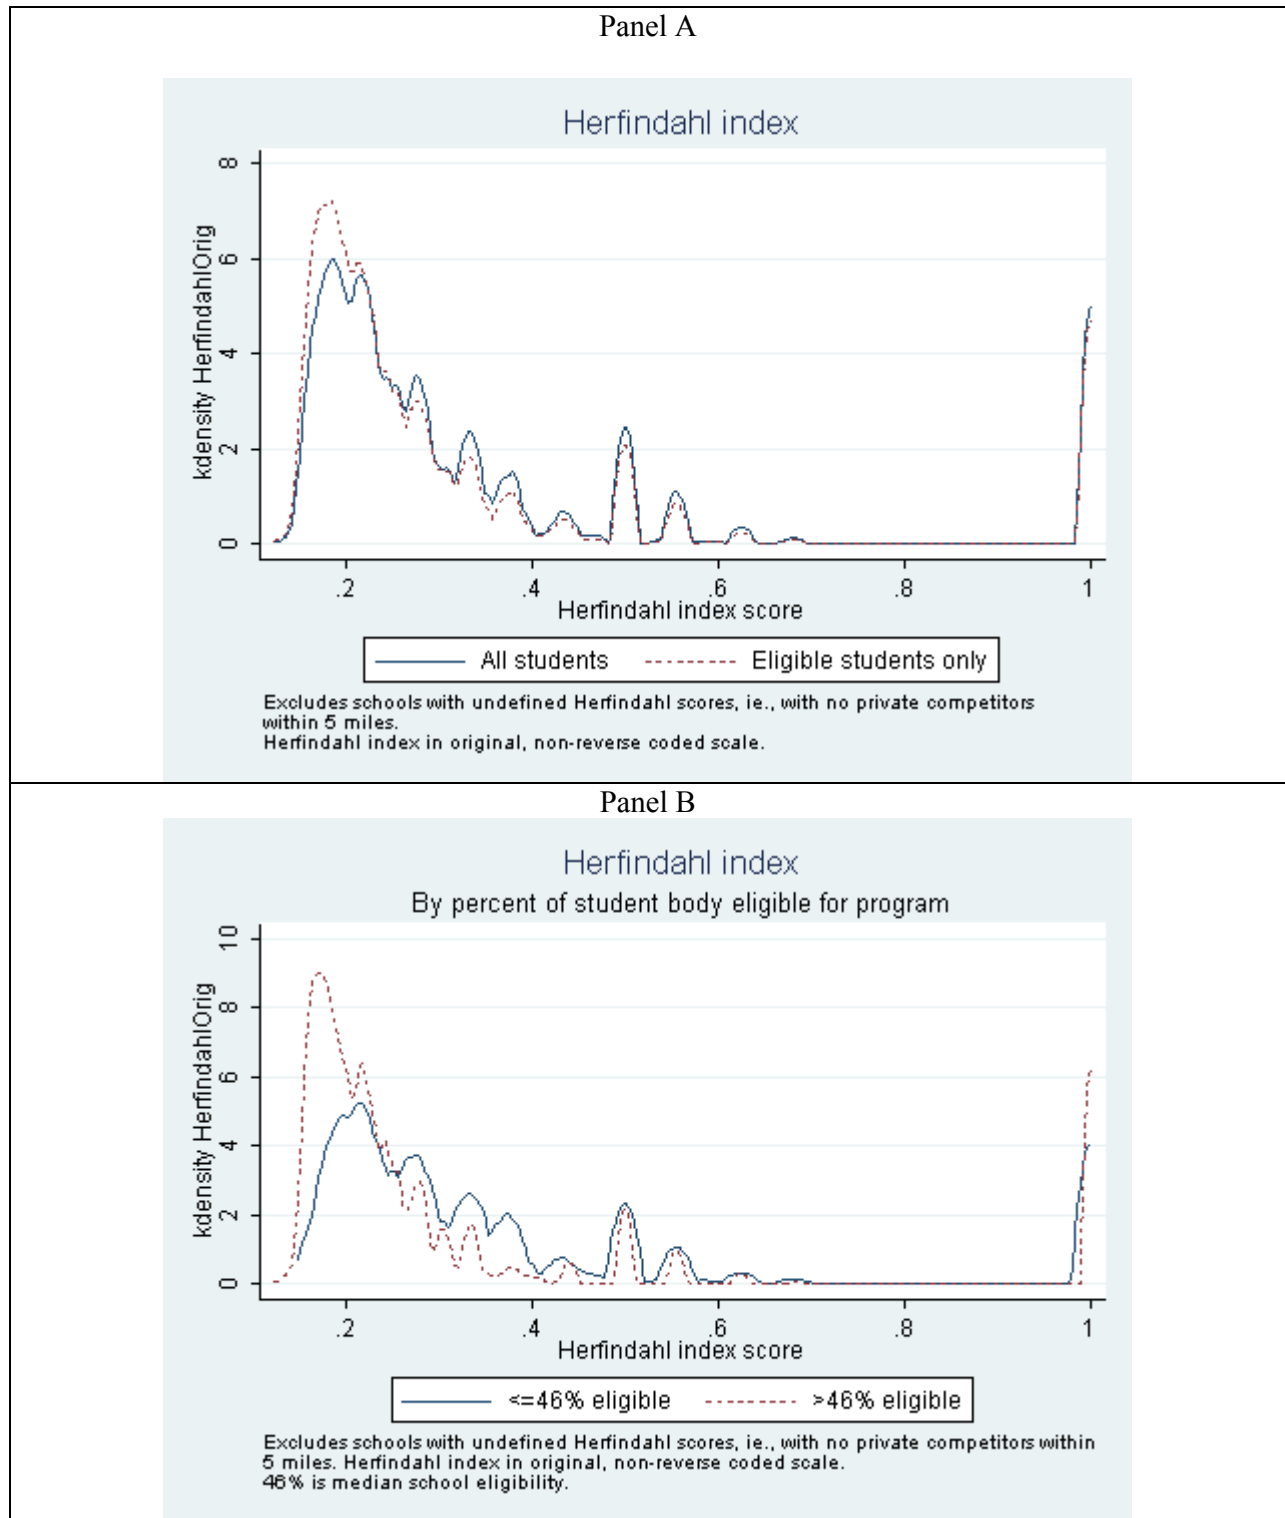 Panel A
Herfindahl index
kdensity HerfindahlOrig
8
6
4
2
0
.2 .4 .6 .8 1
Herfindahl index score
All students Eligible students only
Excludes schools with undefined Herfindahl scores, ie., with no private competitors
within 5 miles.
Herfindahl index in original, non-reverse coded scale.
Panel B
Herfindahl index
By percent of student body eligible for program
kdensity HerfindahlOrig
10
8
6
4
2
0
.2 .4 .6 .8 1
Herfindahl index score
<=46% eligible >46% eligible
Excludes schools with undefined Herfindahl scores, ie., with no private competitors within
5 miles. Herfindahl index in original, non-reverse coded scale.
46% is median school eligibility.